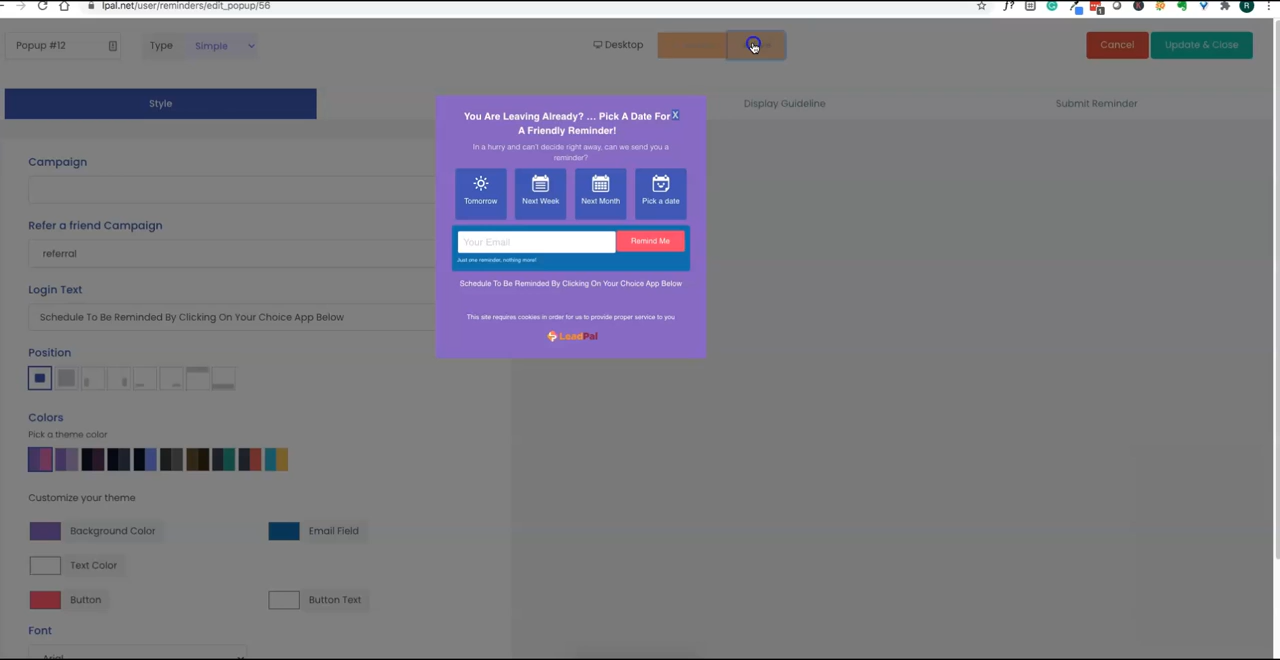 lpal.net/user/reminders/edit_popup/56
Popup #12
Type
Simple
Desktop
Cancel
Update & Close
Style
Display Guideline
Submit Reminder
You Are Leaving Already? ... Pick A Date For
A Friendly Reminder!
X
In a hurry and can't decide right away, can we send you a
reminder?
Tomorrow
Next Week
Next Month
Pick a date
Your Email
Remind Me
Just one reminder, nothing more!
Schedule To Be Reminded By Clicking On Your Choice App Below
This site requires cookies in order for us to provide proper service to you
LeadPal
Campaign
Refer a friend Campaign
referral
Login Text
Schedule To Be Reminded By Clicking On Your Choice App Below
Position
Colors
Pick a theme color
Customize your theme
Background Color
Email Field
Text Color
Button
Button Text
Font
Arial